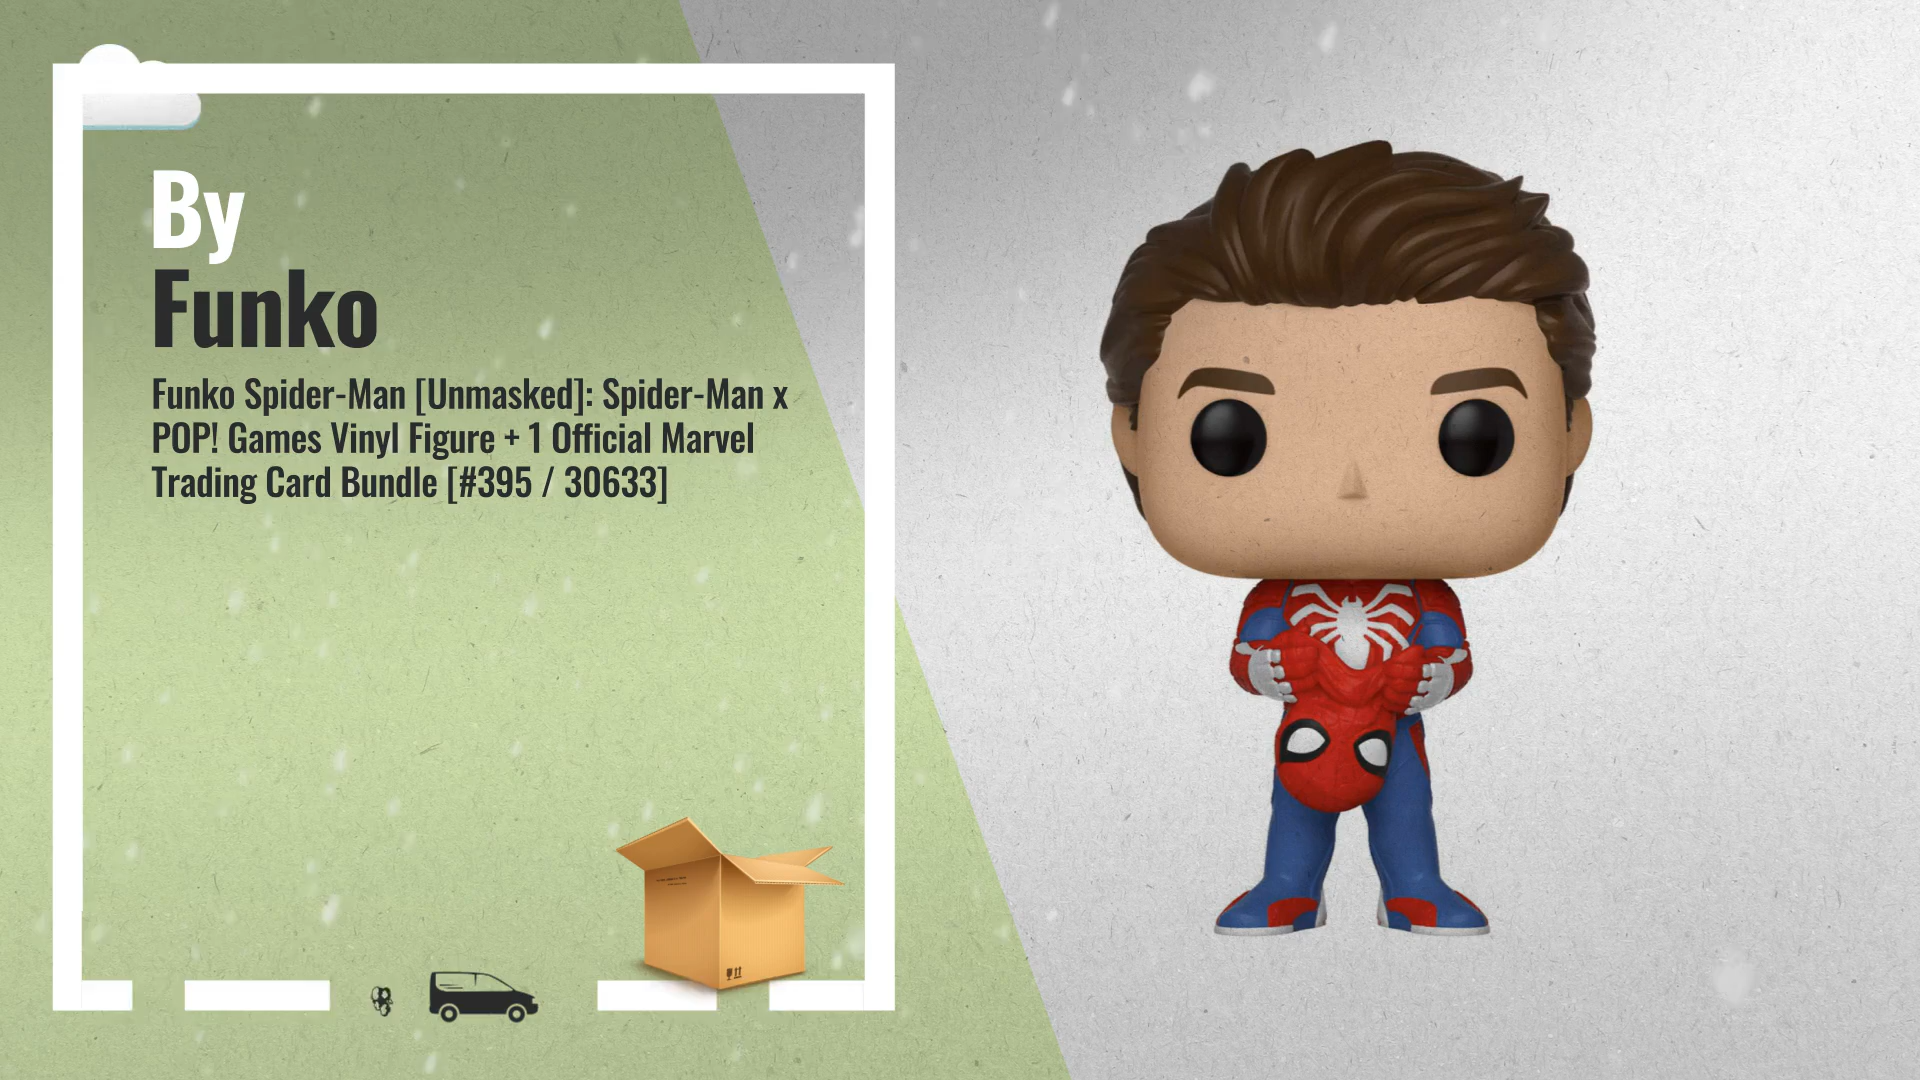 By
Funko
Funko Spider-Man [Unmasked]: Spider-Man x
POP! Games Vinyl Figure + 1 Official Marvel
Trading Card Bundle [#395 / 30633]